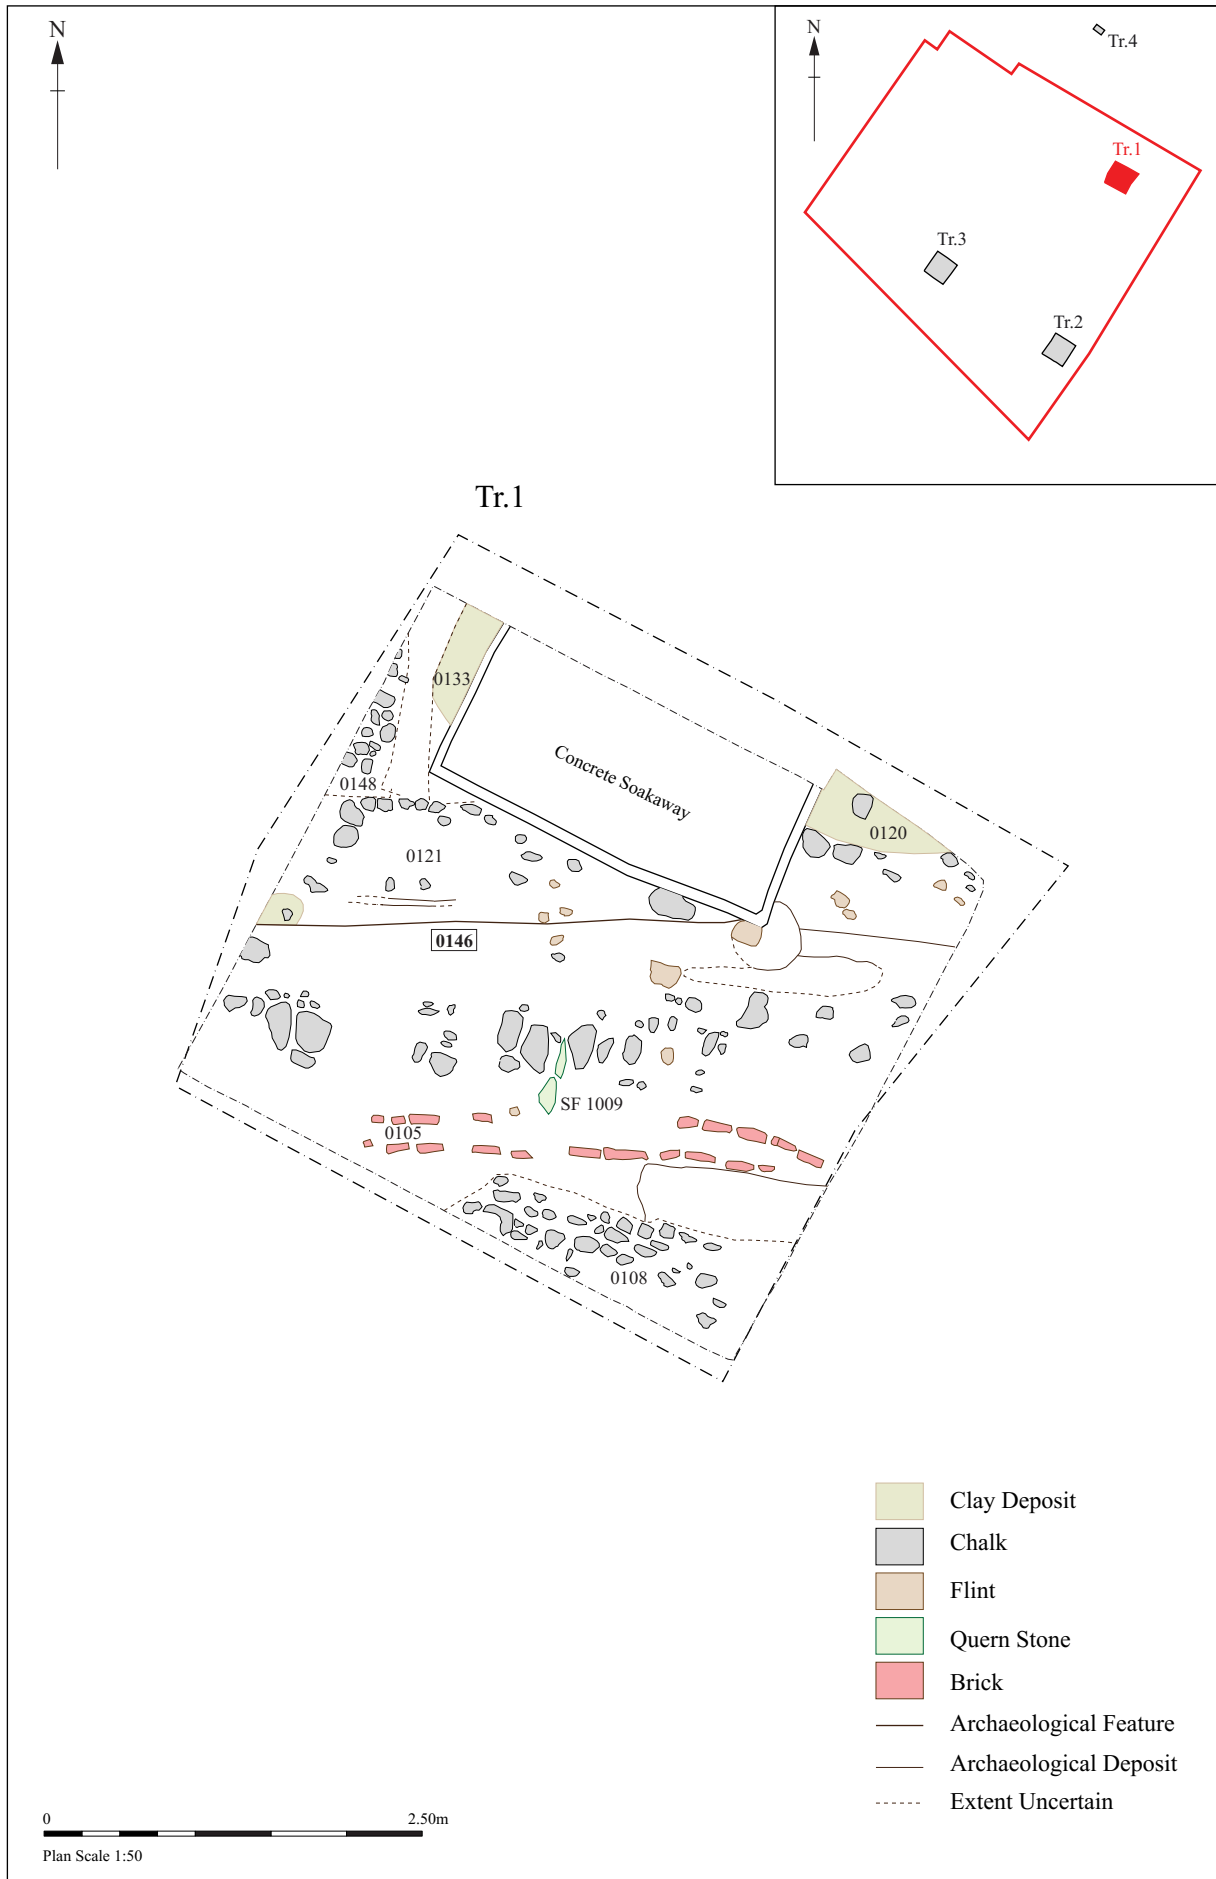 N
N
Tr.4
Tr.1
Tr.3
Tr.2
Tr.1
0133
Concrete Soakaway
0148
0120
0121
0146
SF 1009
0105
0108
Clay Deposit
Chalk
Flint
Quern Stone
Brick
Archaeological Feature
Archaeological Deposit
Extent Uncertain
0 2.50m
Plan Scale 1:50